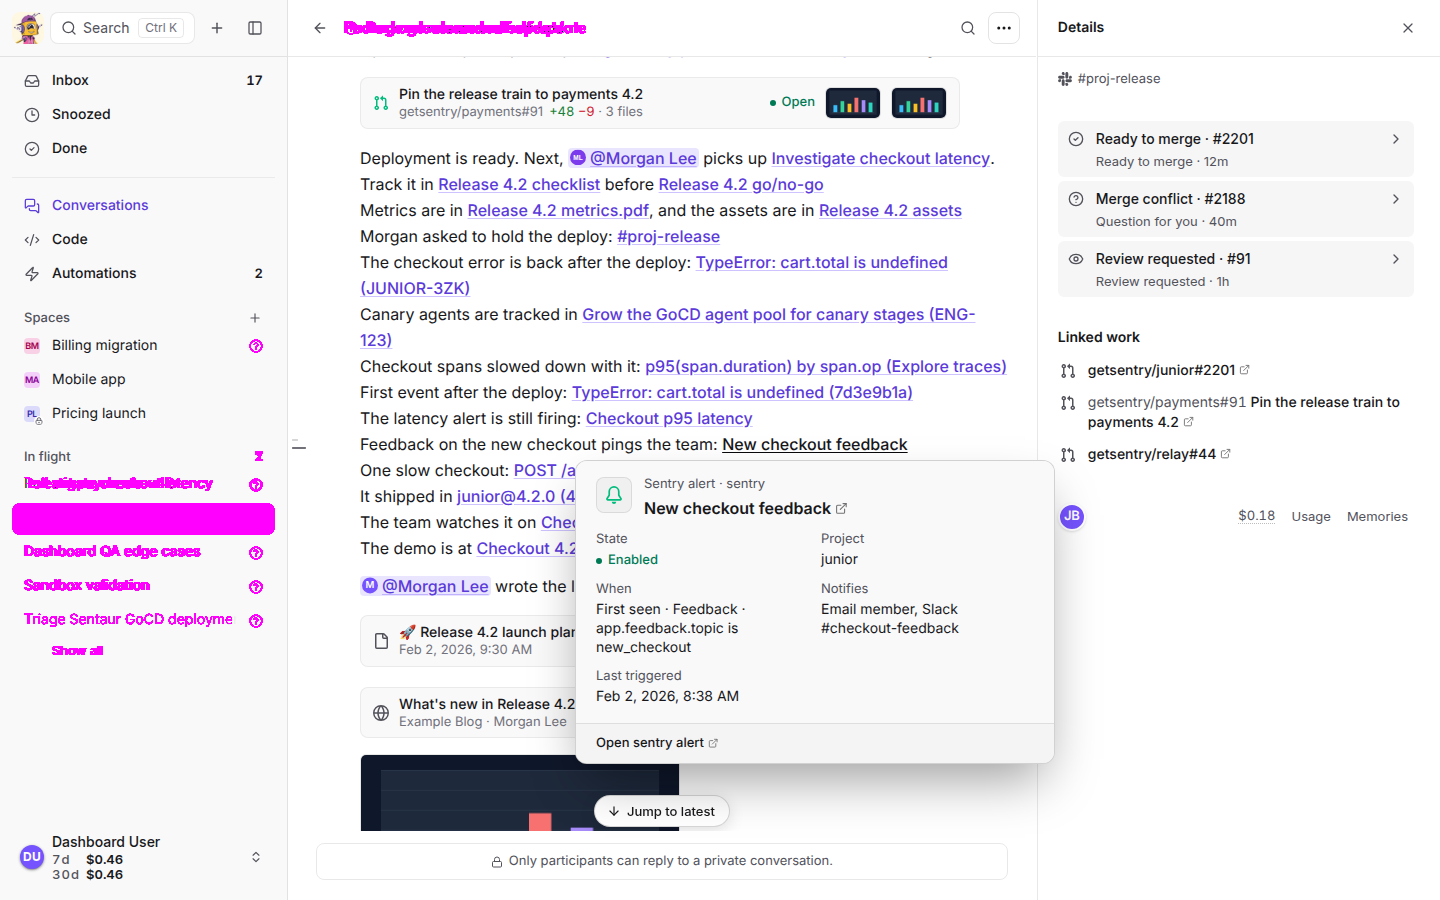 Search Ctrl K
Inbox 17
Snoozed
Done
Conversations
Code
Automations 2
Spaces
BM Billing migration
MA Mobile app
PL Pricing launch
In flight
Dashboard QA edge cases
Sandbox validation
Triage Sentaur GoCD deployme
Show all
DU Dashboard User
7d $0.46
30d $0.46
Pin the release train to payments 4.2
getsentry/payments#91 +48 −9 · 3 files
Open
Deployment is ready. Next, ML @Morgan Lee picks up Investigate checkout latency.
Track it in Release 4.2 checklist before Release 4.2 go/no-go
Metrics are in Release 4.2 metrics.pdf, and the assets are in Release 4.2 assets
Morgan asked to hold the deploy: #proj-release
The checkout error is back after the deploy: TypeError: cart.total is undefined
(JUNIOR-3ZK)
Canary agents are tracked in Grow the GoCD agent pool for canary stages (ENG-
123)
Checkout spans slowed down with it: p95(span.duration) by span.op (Explore traces)
First event after the deploy: TypeError: cart.total is undefined (7d3e9b1a)
The latency alert is still firing: Checkout p95 latency
Feedback on the new checkout pings the team: New checkout feedback
One slow checkout: POST /a
It shipped in junior@4.2.0 (4
The team watches it on Chec
The demo is at Checkout 4.2
M @Morgan Lee wrote the l
🚀 Release 4.2 launch plan
Feb 2, 2026, 9:30 AM
What's new in Release 4.2
Example Blog · Morgan Lee
Sentry alert · sentry
New checkout feedback
State
Enabled
Project
junior
When
First seen · Feedback ·
app.feedback.topic is
new_checkout
Notifies
Email member, Slack
#checkout-feedback
Last triggered
Feb 2, 2026, 8:38 AM
Open sentry alert
Jump to latest
Only participants can reply to a private conversation.
Details
#proj-release
Ready to merge · #2201
Ready to merge · 12m
Merge conflict · #2188
Question for you · 40m
Review requested · #91
Review requested · 1h
Linked work
getsentry/junior#2201
getsentry/payments#91 Pin the release train to
payments 4.2
getsentry/relay#44
JB $0.18 Usage Memories